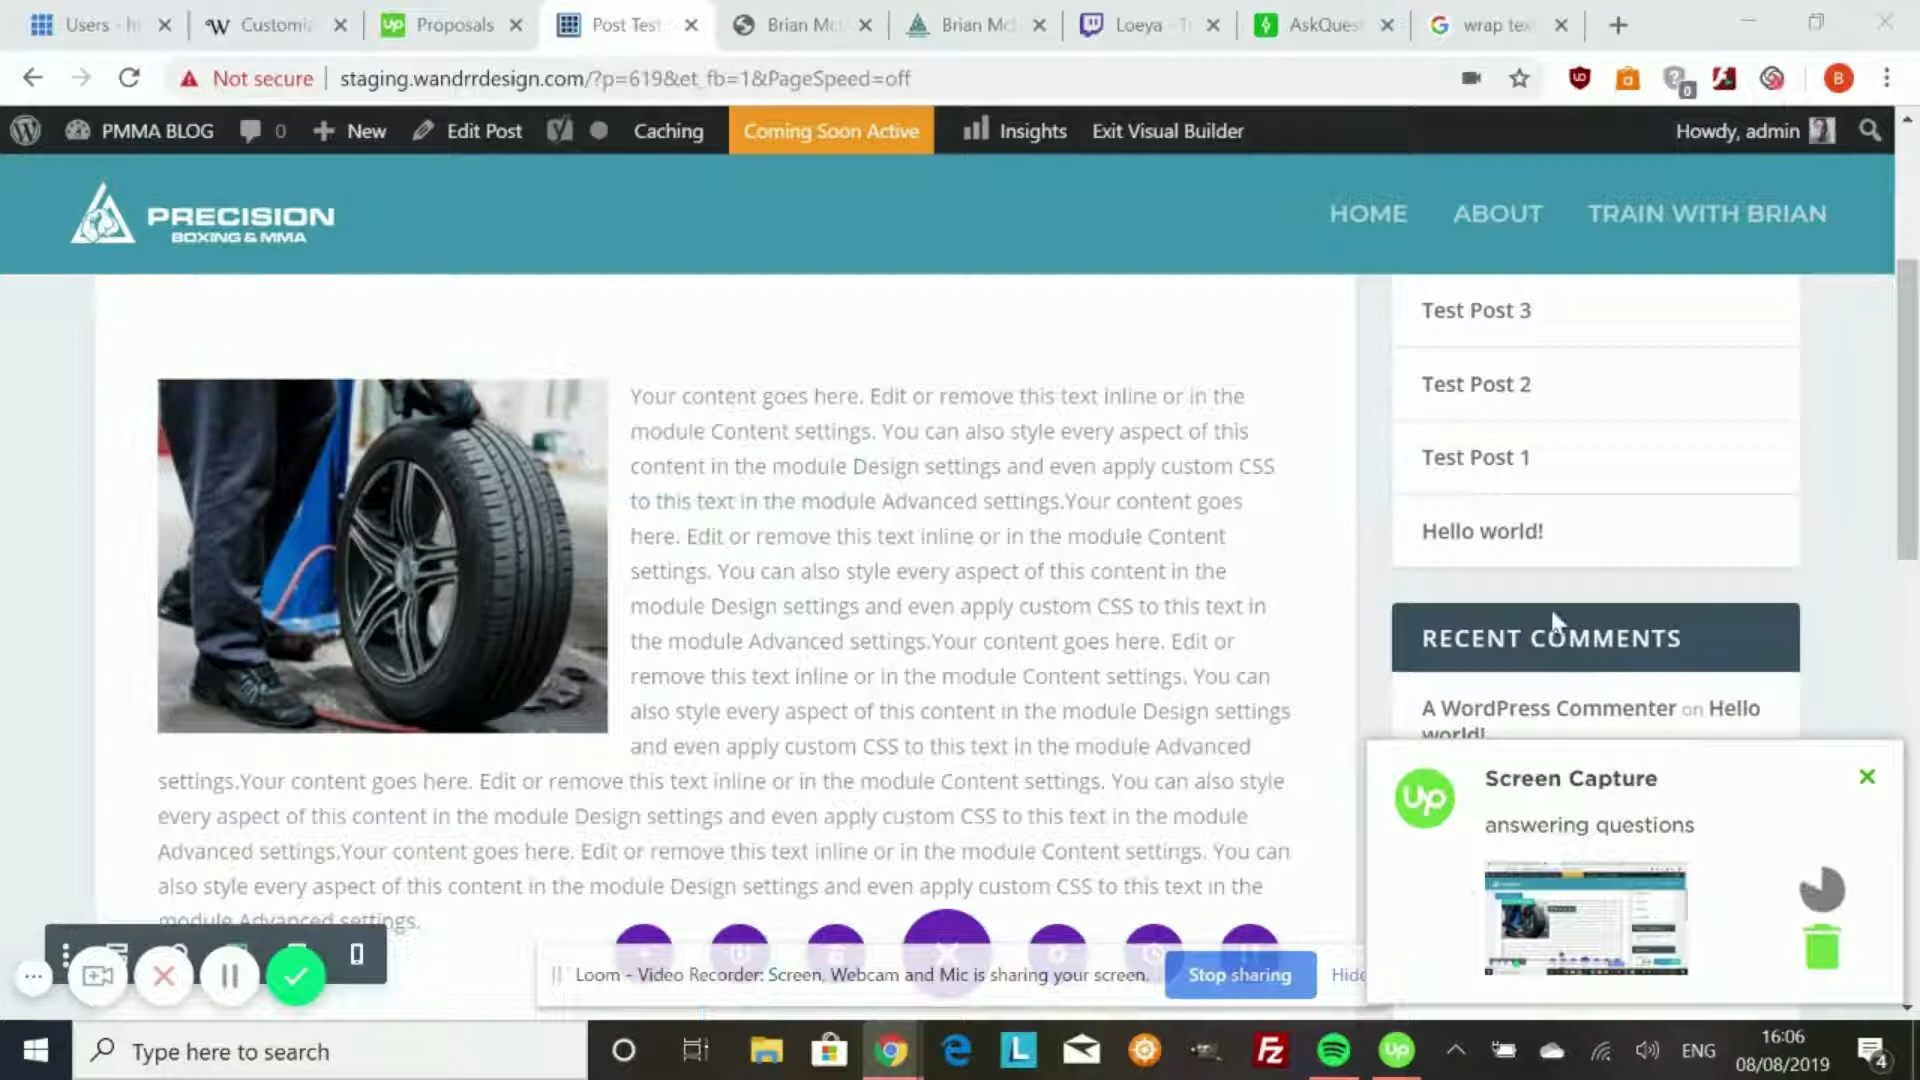 Users - h
Customi
Up
Proposals
Post Test
Brian Mc
Brian Mc
Loeya - T
AskQuest
wrap tex
Not secure
staging.wandrrdesign.com/?p=619&et_fb=1&PageSpeed=off
0
B
PMMA BLOG
0
New
Edit Post
Caching
Coming Soon Active
Insights
Exit Visual Builder
Howdy, admin
PRECISION
BOXING & MMA
HOME
ABOUT
TRAIN WITH BRIAN
Test Post 3
Test Post 2
Test Post 1
Hello world!
RECENT COMMENTS
A WordPress Commenter on Hello
world!
Your content goes here. Edit or remove this text inline or in the
module Content settings. You can also style every aspect of this
content in the module Design settings and even apply custom CSS
to this text in the module Advanced settings.Your content goes
here. Edit or remove this text inline or in the module Content
settings. You can also style every aspect of this content in the
module Design settings and even apply custom CSS to this text in
the module Advanced settings.Your content goes here. Edit or
remove this text inline or in the module Content settings. You can
also style every aspect of this content in the module Design settings
and even apply custom CSS to this text in the module Advanced
settings.Your content goes here. Edit or remove this text inline or in the module Content settings. You can also style
every aspect of this content in the module Design settings and even apply custom CSS to this text in the module
Advanced settings.Your content goes here. Edit or remove this text inline or in the module Content settings. You can
also style every aspect of this content in the module Design settings and even apply custom CSS to this text in the
module Advanced settings.
Up
Screen Capture
answering questions
Loom - Video Recorder: Screen, Webcam and Mic is sharing your screen.
Stop sharing
Hide
Type here to search
L
Fz
Up
ENG
16:06
08/08/2019
4